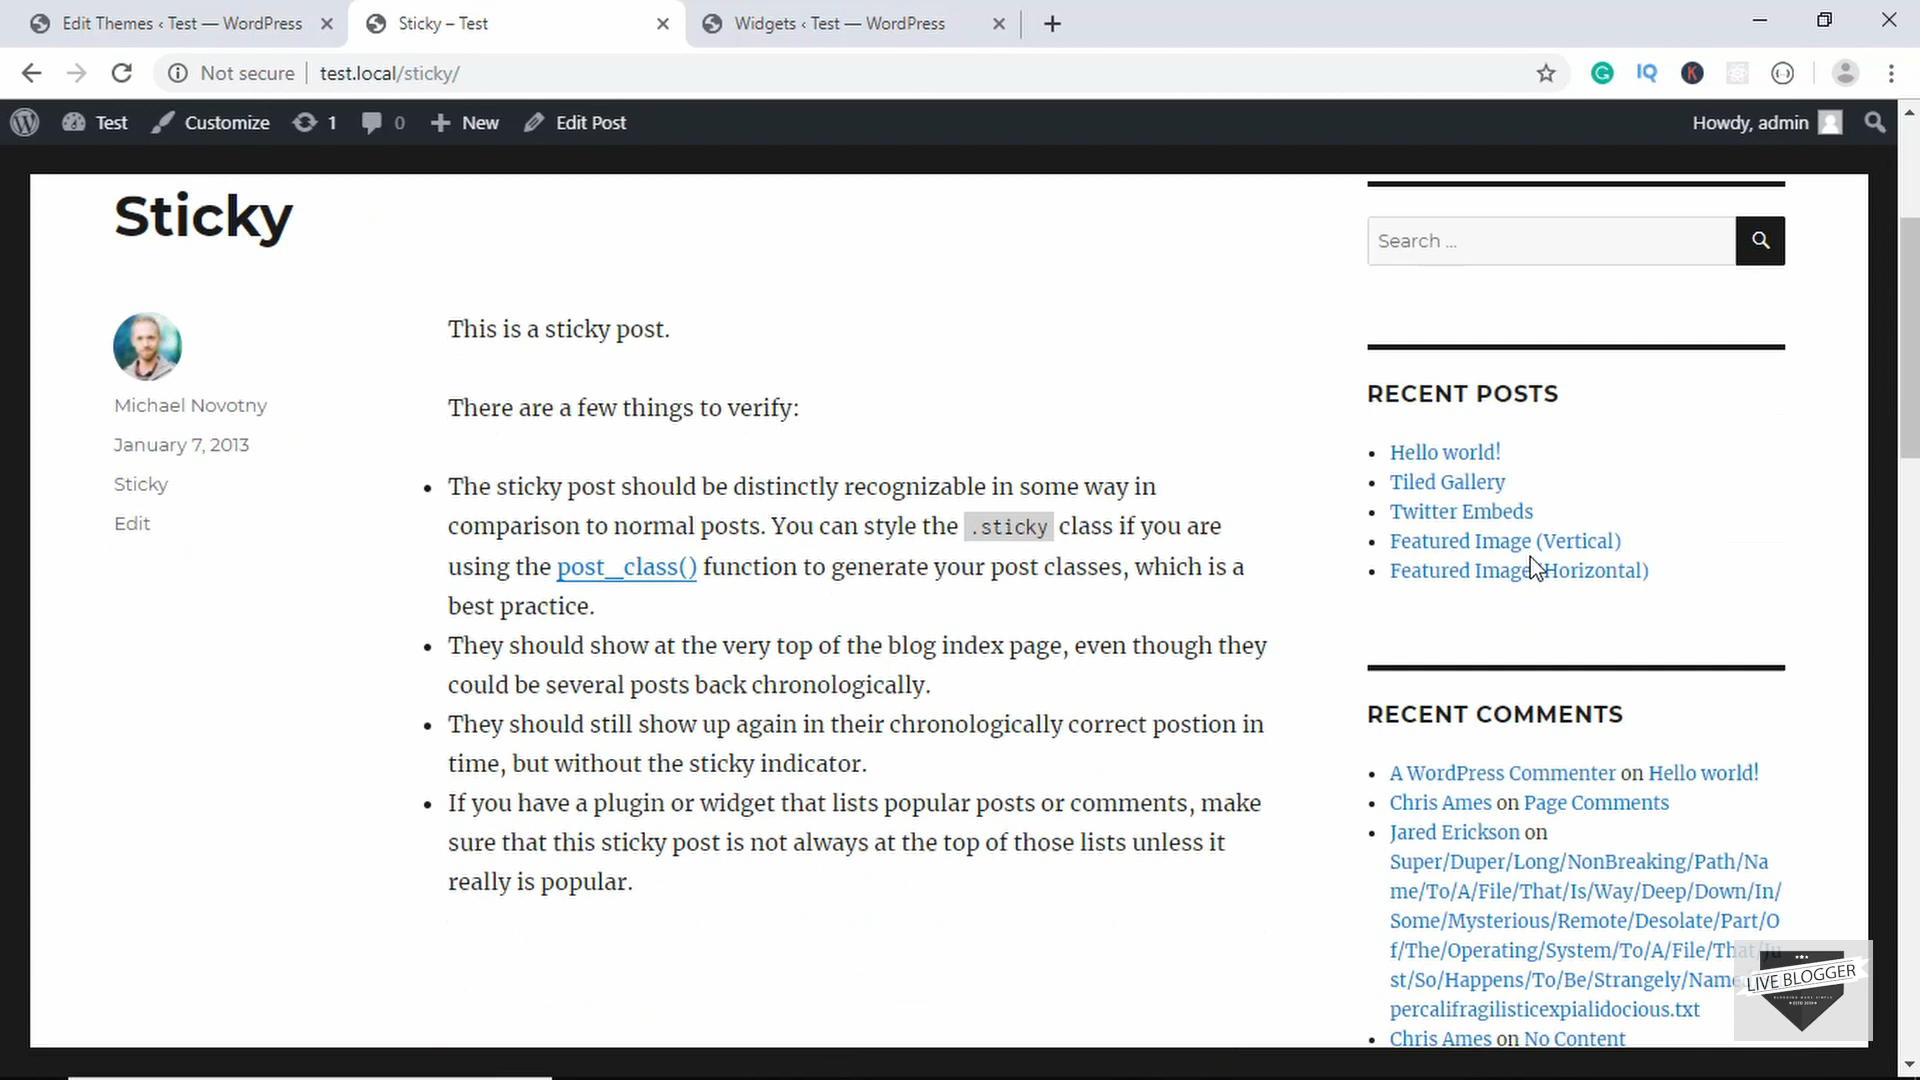 Edit Themes ‹ Test — WordPress
Sticky – Test
Widgets ‹ Test — WordPress
Not secure
test.local/sticky/
Test
Customize
1
0
New
Edit Post
Howdy, admin
Sticky
Michael Novotny
January 7, 2013
Sticky
Edit
This is a sticky post.
There are a few things to verify:
The sticky post should be distinctly recognizable in some way in
comparison to normal posts. You can style the .sticky class if you are
using the post_class() function to generate your post classes, which is a
best practice.
They should show at the very top of the blog index page, even though they
could be several posts back chronologically.
They should still show up again in their chronologically correct postion in
time, but without the sticky indicator.
If you have a plugin or widget that lists popular posts or comments, make
sure that this sticky post is not always at the top of those lists unless it
really is popular.
Search ...
RECENT POSTS
Hello world!
Tiled Gallery
Twitter Embeds
Featured Image (Vertical)
Featured Image (Horizontal)
RECENT COMMENTS
A WordPress Commenter on Hello world!
Chris Ames on Page Comments
Jared Erickson on
Super/Duper/Long/NonBreaking/Path/Na
me/To/A/File/That/Is/Way/Deep/Down/In/
Some/Mysterious/Remote/Desolate/Part/O
f/The/Operating/System/To/A/File/That/Ju
st/So/Happens/To/Be/Strangely/Name
percalifragilisticexpialidocious.txt
Chris Ames on No Content
IQ
K
LIVE BLOGGER